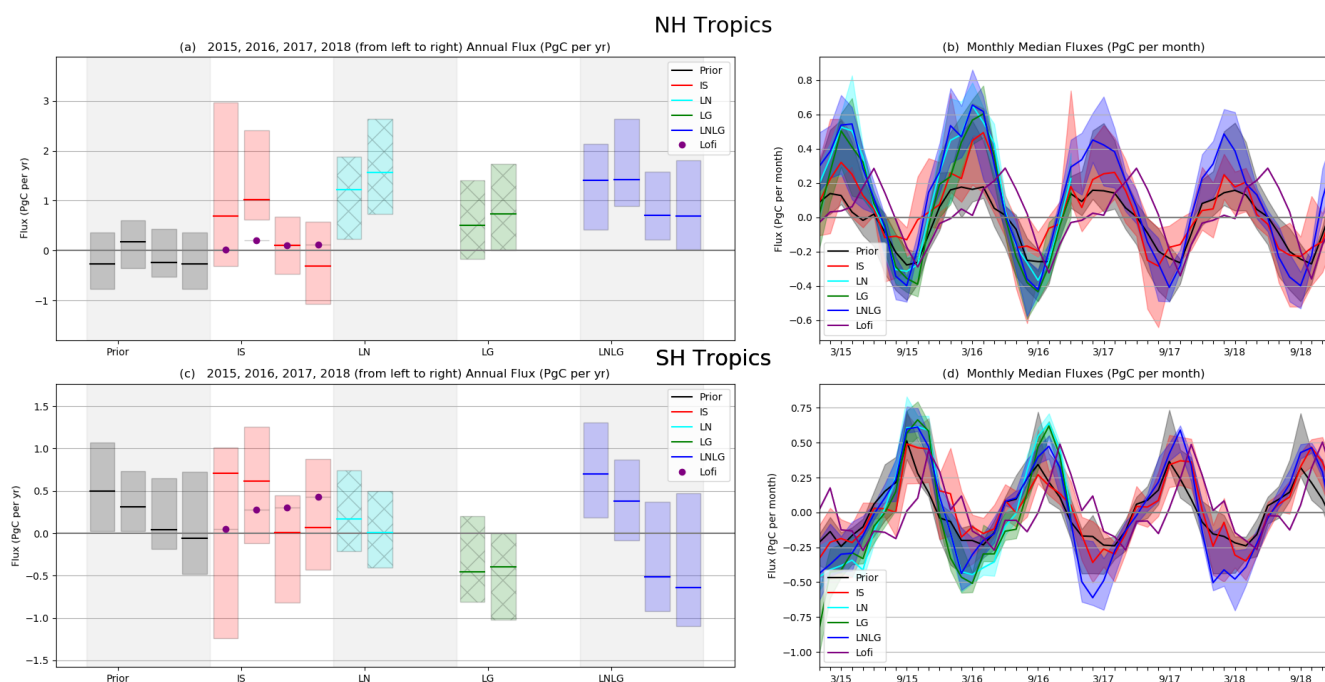 NH Tropics
(a) 2015, 2016, 2017, 2018 (from left to right) Annual Flux (PgC per yr)
Flux (PgC per yr)
3
2
1
0
−1
Prior
IS
LN
LG
LNLG
Prior
IS
LN
LG
LNLG
Lofi
(b) Monthly Median Fluxes (PgC per month)
Flux (PgC per month)
0.8
0.6
0.4
0.2
0.0
−0.2
−0.4
−0.6
Prior
IS
LN
LG
LNLG
Lofi
3/15
9/15
3/16
9/16
3/17
9/17
3/18
9/18
SH Tropics
(c) 2015, 2016, 2017, 2018 (from left to right) Annual Flux (PgC per yr)
Flux (PgC per yr)
1.5
1.0
0.5
0.0
−0.5
−1.0
−1.5
Prior
IS
LN
LG
LNLG
Lofi
Prior
IS
LN
LG
LNLG
(d) Monthly Median Fluxes (PgC per month)
Flux (PgC per month)
0.75
0.50
0.25
0.00
−0.25
−0.50
−0.75
−1.00
Prior
IS
LN
LG
LNLG
Lofi
3/15
9/15
3/16
9/16
3/17
9/17
3/18
9/18